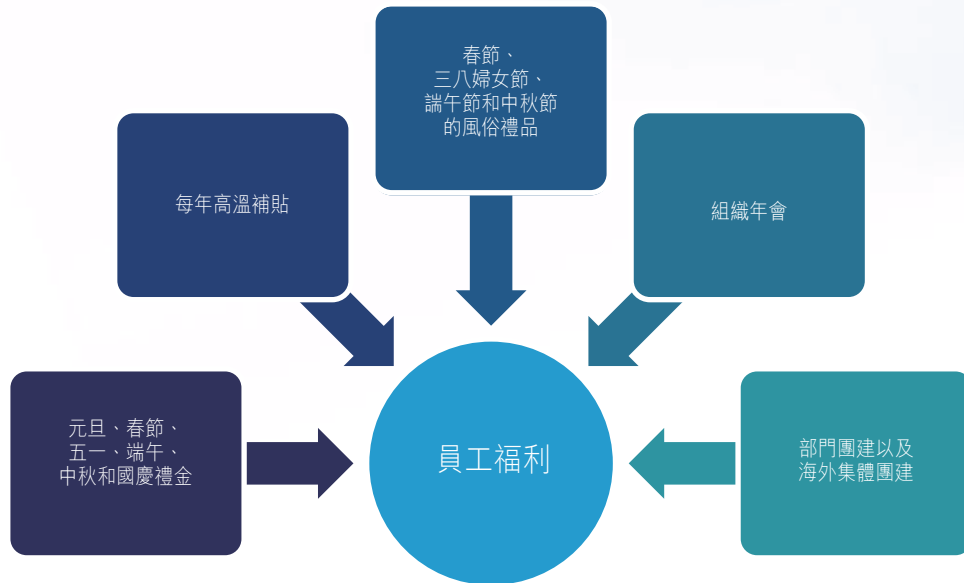 春節、
三八婦女節、
端午節和中秋節
的風俗禮品
每年高溫補貼
組織年會
元旦、春節、
五一、端午、
中秋和國慶禮金
員工福利
部門團建以及
海外集體團建